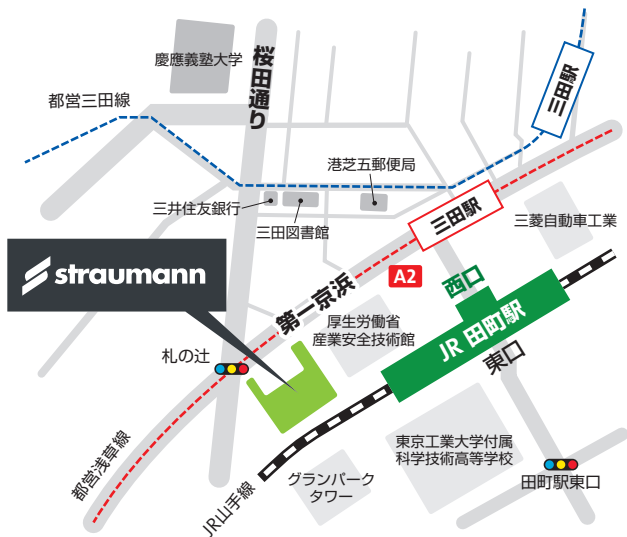 慶應義塾大学
桜田通り
都営三田線
三田駅
港芝五郵便局
三井住友銀行
三田図書館
三田駅
三菱自動車工業
straumann
A2
西口
第一京浜
厚生労働省
産業安全技術館
JR 田町駅
東口
札の辻
都営浅草線
東京工業大学付属
科学技術高等学校
グランパーク
タワー
田町駅東口
JR山手線